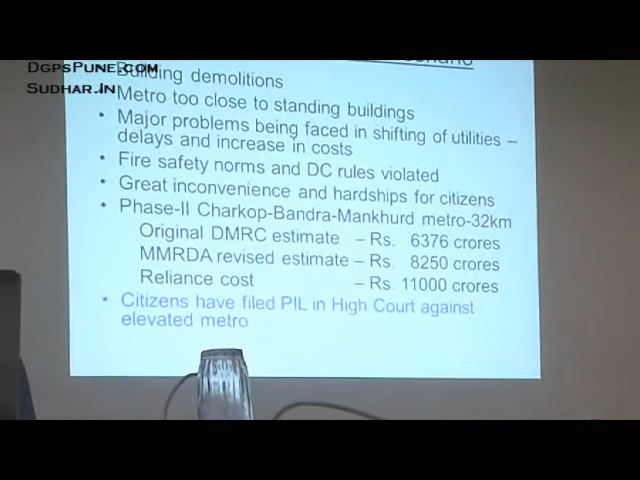 DgpsPune.com
Sudhar.in
Building demolitions
Metro too close to standing buildings
• Major problems being faced in shifting of utilities –
delays and increase in costs
• Fire safety norms and DC rules violated
• Great inconvenience and hardships for citizens
• Phase-II Charkop-Bandra-Mankhurd metro-32km
Original DMRC estimate – Rs. 6376 crores
MMRDA revised estimate – Rs. 8250 crores
Reliance cost – Rs. 11000 crores
• Citizens have filed PIL in High Court against
elevated metro